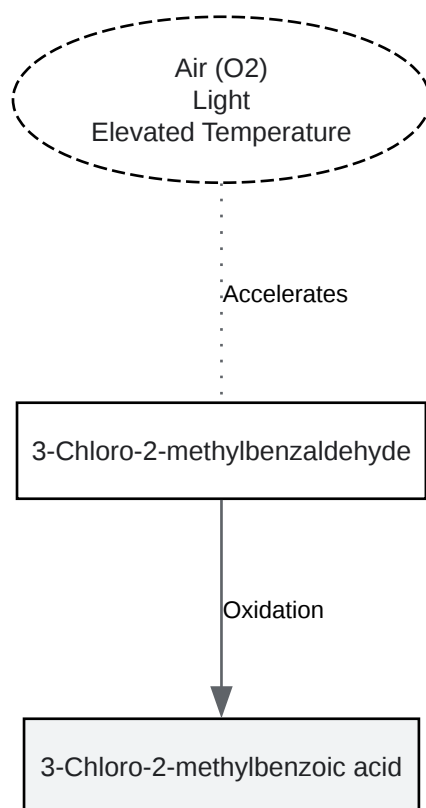 Air (O2)
Light
Elevated Temperature
Accelerates
3-Chloro-2-methylbenzaldehyde
Oxidation
3-Chloro-2-methylbenzoic acid